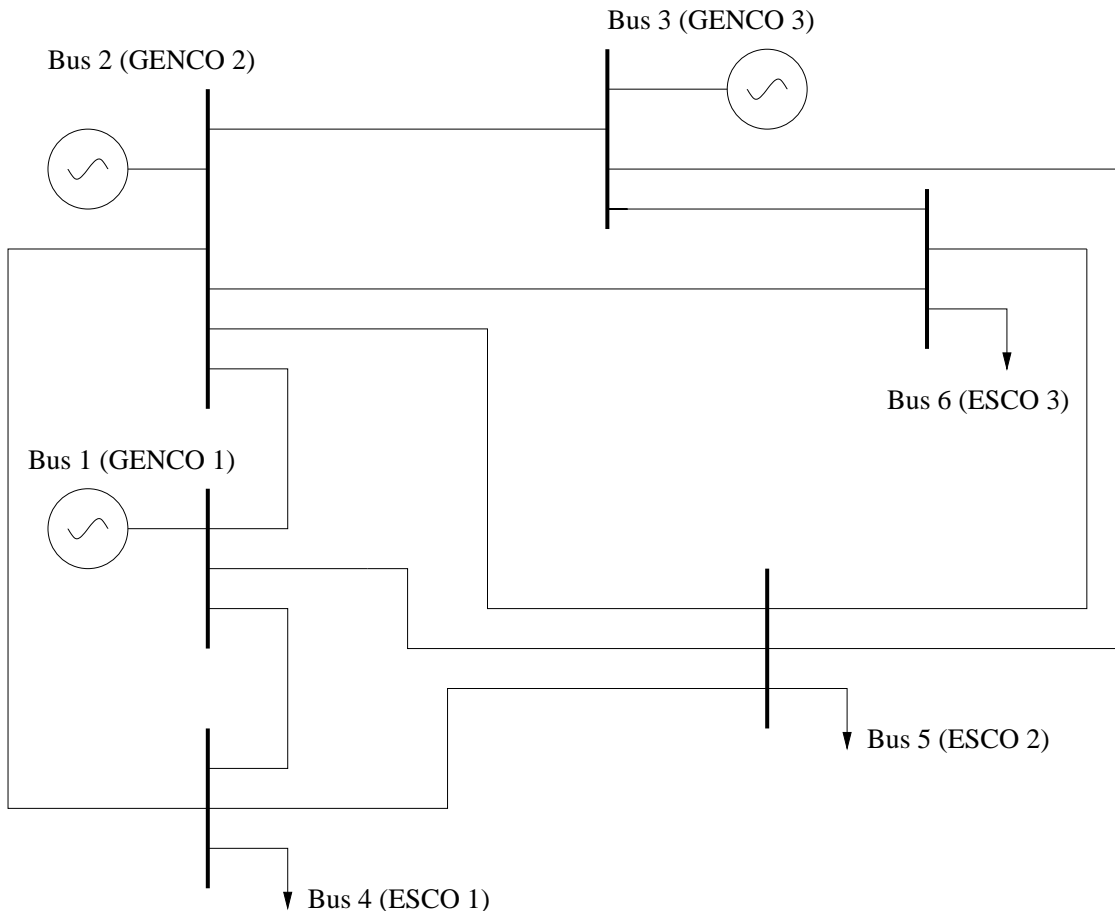 Bus 3 (GENCO 3)
Bus 2 (GENCO 2)
Bus 6 (ESCO 3)
Bus 1 (GENCO 1)
Bus 5 (ESCO 2)
Bus 4 (ESCO 1)